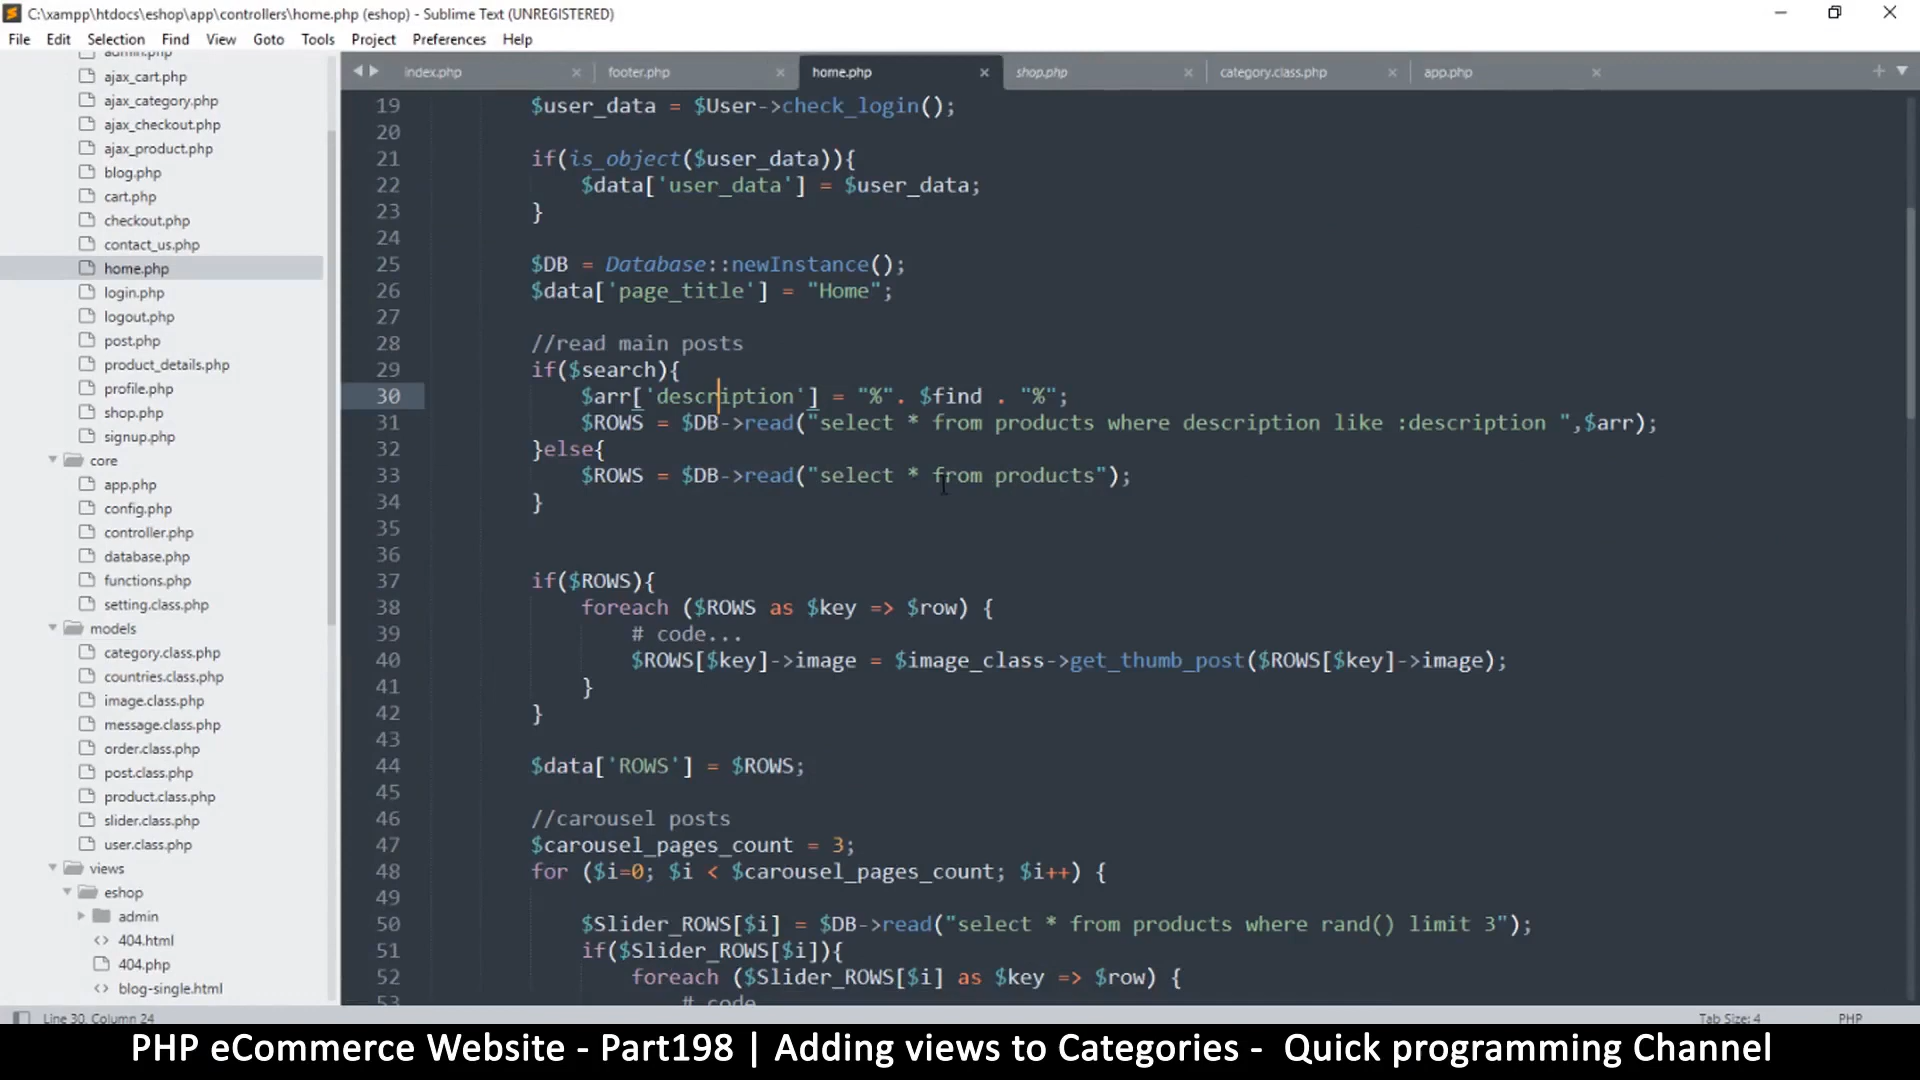 C:\xampp\htdocs\eshop\app\controllers\home.php (eshop) - Sublime Text (UNREGISTERED)
File Edit Selection Find View Goto Tools Project Preferences Help
admin.php
ajax_cart.php
ajax_category.php
ajax_checkout.php
ajax_product.php
blog.php
cart.php
checkout.php
contact_us.php
home.php
login.php
logout.php
post.php
product_details.php
profile.php
shop.php
signup.php
core
app.php
config.php
controller.php
database.php
functions.php
setting.class.php
models
category.class.php
countries.class.php
image.class.php
message.class.php
order.class.php
post.class.php
product.class.php
slider.class.php
user.class.php
views
eshop
admin
404.html
404.php
blog-single.html
index.php footer.php home.php shop.php category.class.php app.php
19 $user_data = $User->check_login();
20
21 if(is_object($user_data)){
22 $data['user_data'] = $user_data;
23 }
24
25 $DB = Database::newInstance();
26 $data['page_title'] = "Home";
27
28 //read main posts
29 if($search){
30 $arr['description'] = "%". $find . "%";
31 $ROWS = $DB->read("select * from products where description like :description ",$arr);
32 }else{
33 $ROWS = $DB->read("select * from products");
34 }
35
36
37 if($ROWS){
38 foreach ($ROWS as $key => $row) {
39 # code...
40 $ROWS[$key]->image = $image_class->get_thumb_post($ROWS[$key]->image);
41 }
42 }
43
44 $data['ROWS'] = $ROWS;
45
46 //carousel posts
47 $carousel_pages_count = 3;
48 for ($i=0; $i < $carousel_pages_count; $i++) {
49
50 $Slider_ROWS[$i] = $DB->read("select * from products where rand() limit 3");
51 if($Slider_ROWS[$i]){
52 foreach ($Slider_ROWS[$i] as $key => $row) {
53 # code
Line 30, Column 24 Tab Size: 4 PHP
PHP eCommerce Website - Part198 | Adding views to Categories - Quick programming Channel